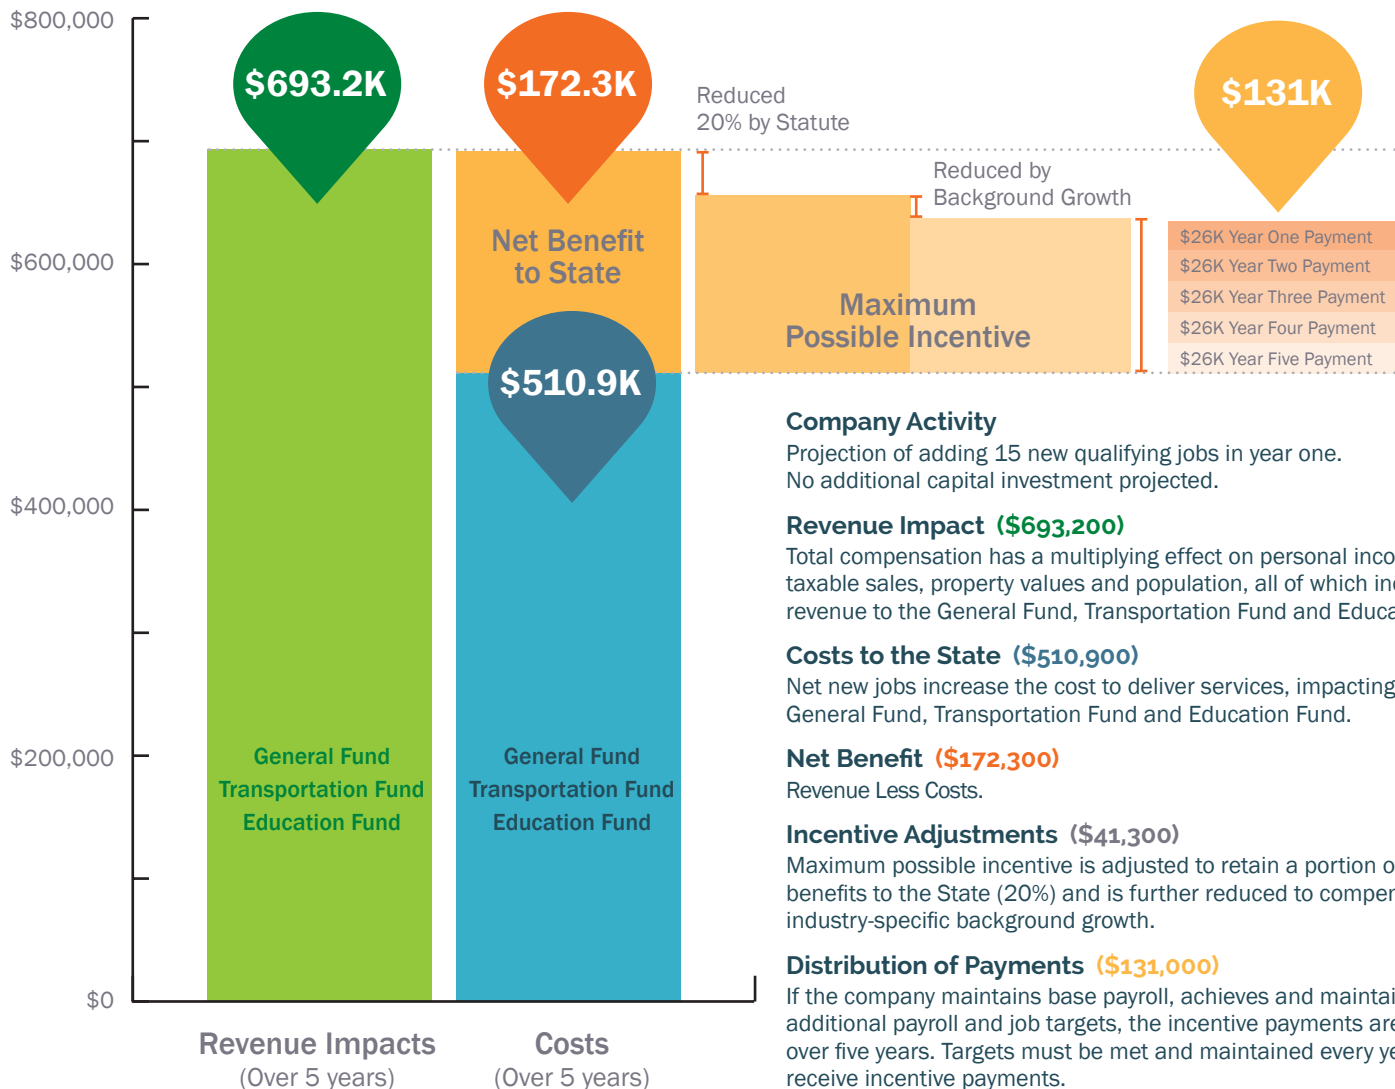 $800,000
$600,000
$400,000
$200,000
$0
$693.2K
$172.3K
$131K
Reduced
20% by Statute
Reduced by
Background Growth
Net Benefit
to State
$510.9K
Maximum
Possible Incentive
$26K Year One Payment
$26K Year Two Payment
$26K Year Three Payment
$26K Year Four Payment
$26K Year Five Payment
General Fund
Transportation Fund
Education Fund
General Fund
Transportation Fund
Education Fund
Revenue Impacts
(Over 5 years)
Costs
(Over 5 years)
Company Activity
Projection of adding 15 new qualifying jobs in year one.
No additional capital investment projected.
Revenue Impact ($693,200)
Total compensation has a multiplying effect on personal inco
taxable sales, property values and population, all of which in
revenue to the General Fund, Transportation Fund and Educa
Costs to the State ($510,900)
Net new jobs increase the cost to deliver services, impacting
General Fund, Transportation Fund and Education Fund.
Net Benefit ($172,300)
Revenue Less Costs.
Incentive Adjustments ($41,300)
Maximum possible incentive is adjusted to retain a portion o
benefits to the State (20%) and is further reduced to compen
industry-specific background growth.
Distribution of Payments ($131,000)
If the company maintains base payroll, achieves and maintai
additional payroll and job targets, the incentive payments are
over five years. Targets must be met and maintained every ye
receive incentive payments.